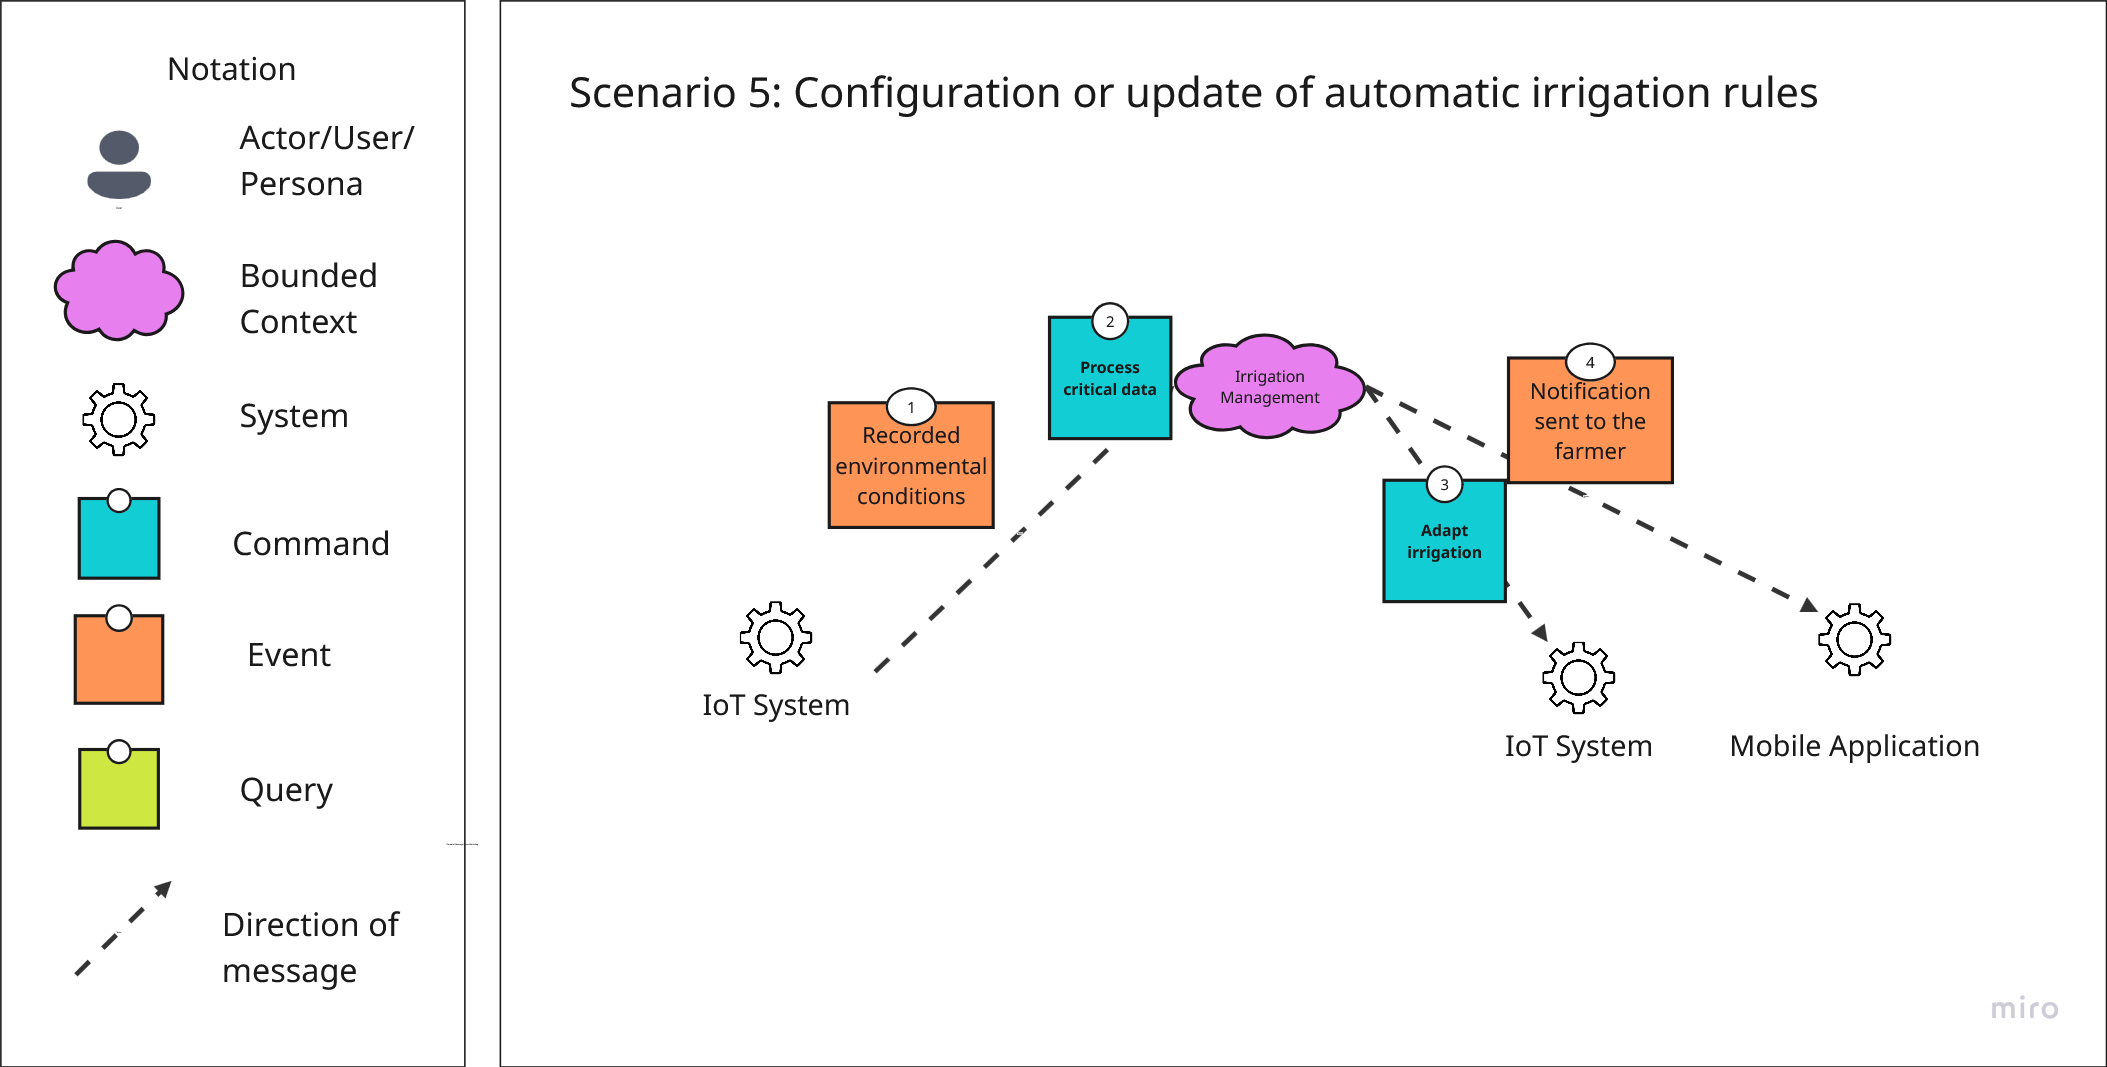 Notation
Actor/User/
Persona
Bounded
Context
System
Command
Event
Query
Direction of
message
Scenario 5: Configuration or update of automatic irrigation rules
1
Recorded
environmental
conditions
2
Process
critical data
Irrigation
Management
3
Adapt
irrigation
4
Notification
sent to the
farmer
IoT System
IoT System
Mobile Application
miro